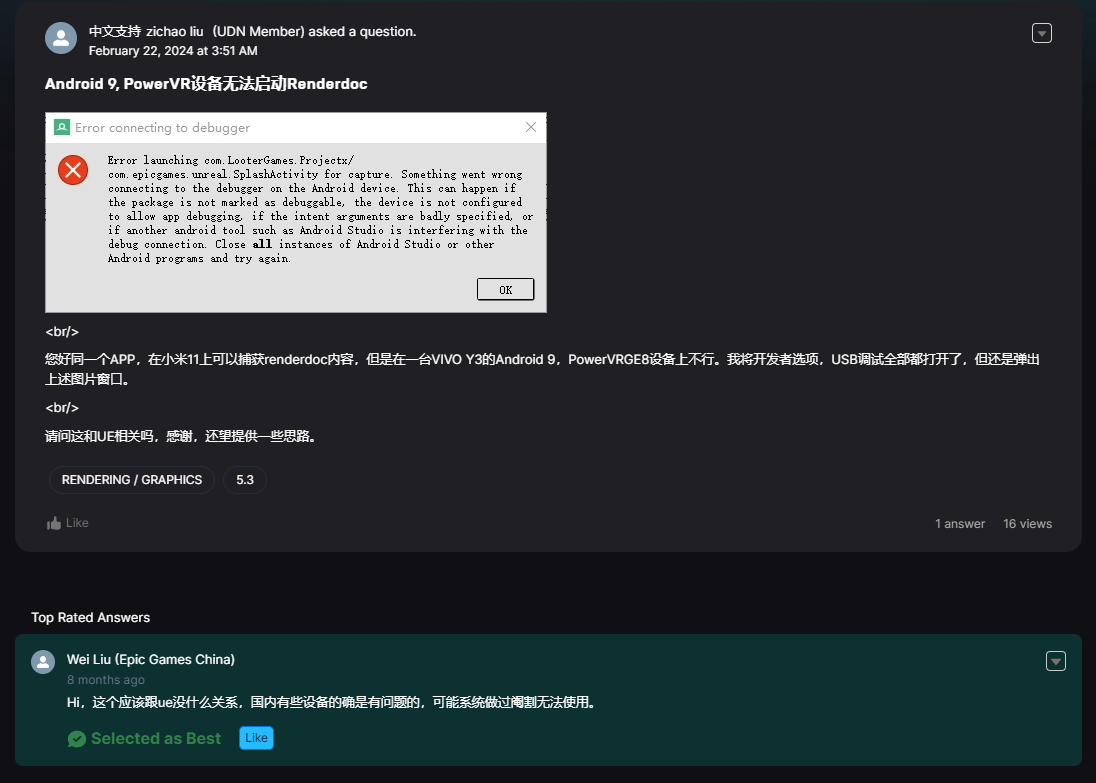 中文支持 zichao liu (UDN Member) asked a question.
February 22, 2024 at 3:51 AM
Android 9, PowerVR设备无法启动Renderdoc
Error connecting to debugger
Error launching com.LooterGames.Projectx/
com.epicgames.unreal.SplashActivity for capture. Something went wrong
connecting to the debugger on the Android device. This can happen if
the package is not marked as debuggable, the device is not configured
to allow app debugging, if the intent arguments are badly specified, or
if another android tool such as Android Studio is interfering with the
debug connection. Close all instances of Android Studio or other
Android programs and try again.
OK
<br/>
您好同一个APP，在小米11上可以捕获renderdoc内容，但是在一台VIVO Y3的Android 9，PowerVRGE8设备上不行。我将开发者选项，USB调试全部都打开了，但还是弹出
上述图片窗口。
<br/>
请问这和UE相关吗，感谢，还望提供一些思路。
RENDERING / GRAPHICS 5.3
Like 1 answer 16 views
Top Rated Answers
Wei Liu (Epic Games China)
8 months ago
Hi，这个应该跟ue没什么关系，国内有些设备的确是有问题的，可能系统做过阉割无法使用。
Selected as Best Like